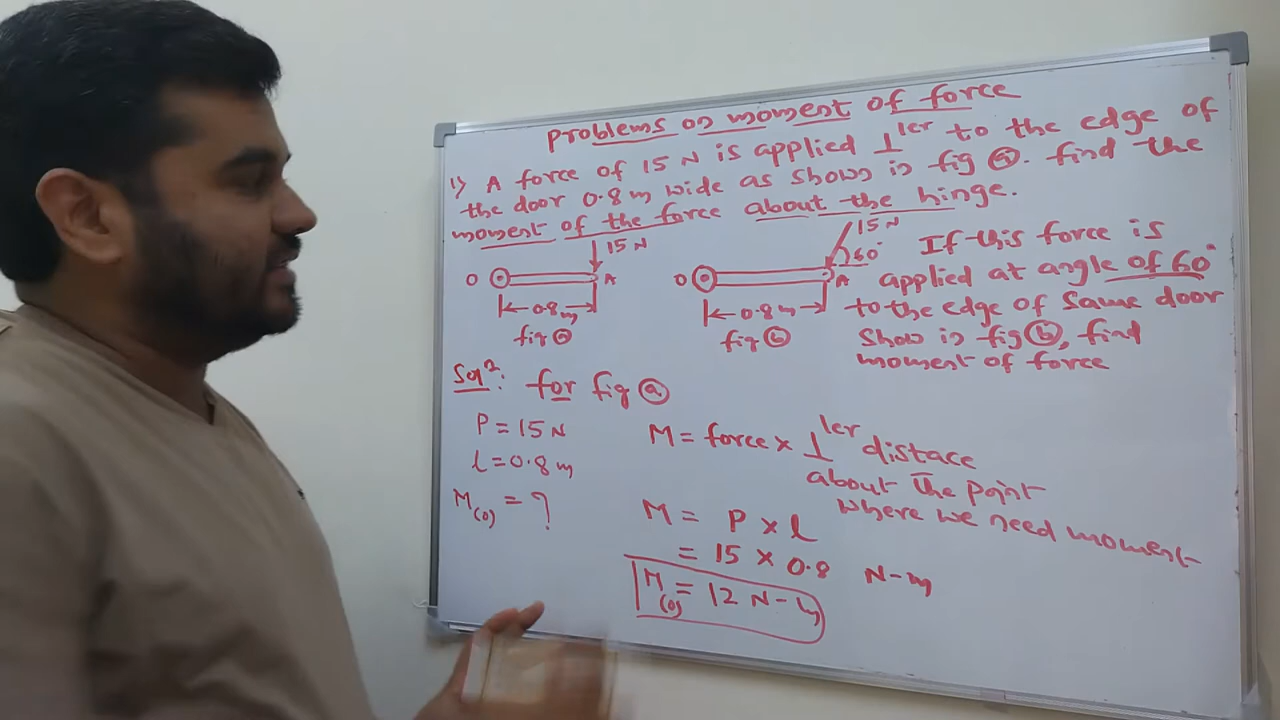 Problems on moment of force
1) A force of 15 N is applied ⊥ler to the edge of
the door 0.8 m wide as shown in fig ⓐ. find the
moment of the force about the hinge.
15 N
O A
0.8 m
fig ⓐ
15 N
60°
O A
0.8 m
fig ⓑ
If this force is
applied at angle of 60°
to the edge of same door
show in fig ⓑ, find
moment of force
Solⁿ: for fig ⓐ
P = 15 N
l = 0.8 m
M(o) = ?
M = force × ⊥ler distace
about the point
where we need moment
M = P × l
= 15 × 0.8 N-m
M(o) = 12 N-m